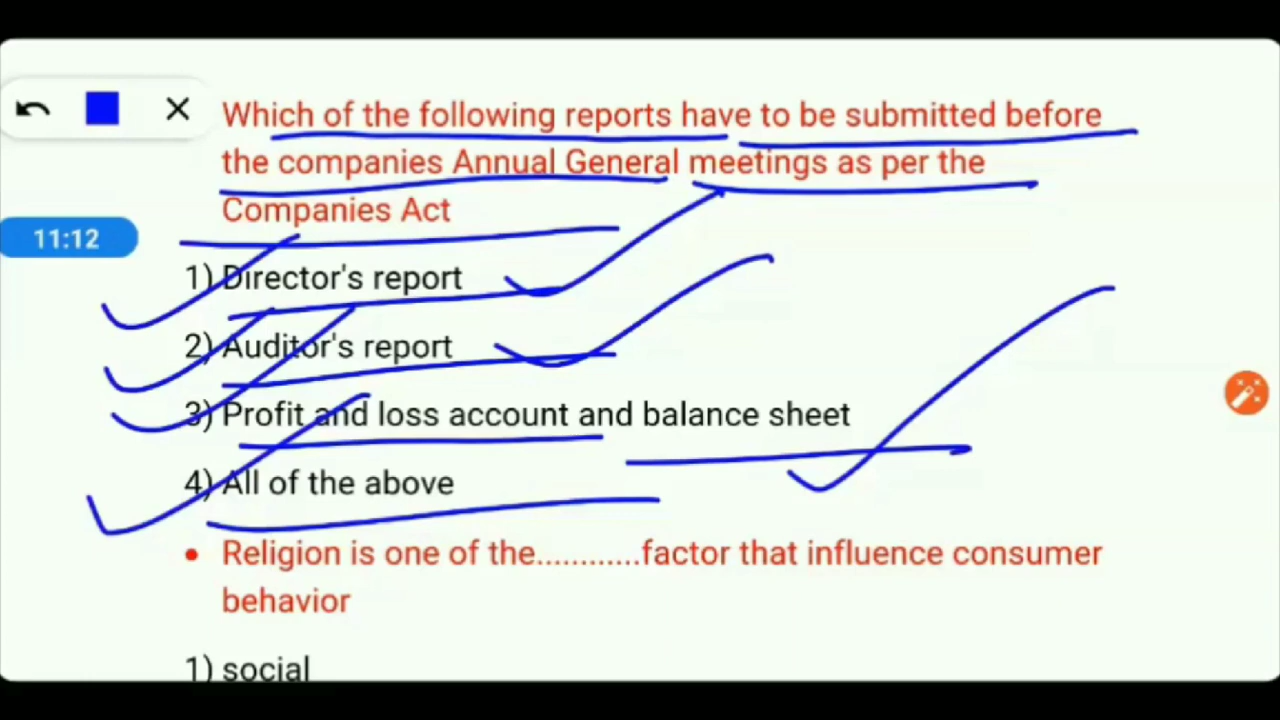 Which of the following reports have to be submitted before
the companies Annual General meetings as per the
Companies Act
11:12
1) Director's report
2) Auditor's report
3) Profit and loss account and balance sheet
4) All of the above
• Religion is one of the............factor that influence consumer
behavior
1) social